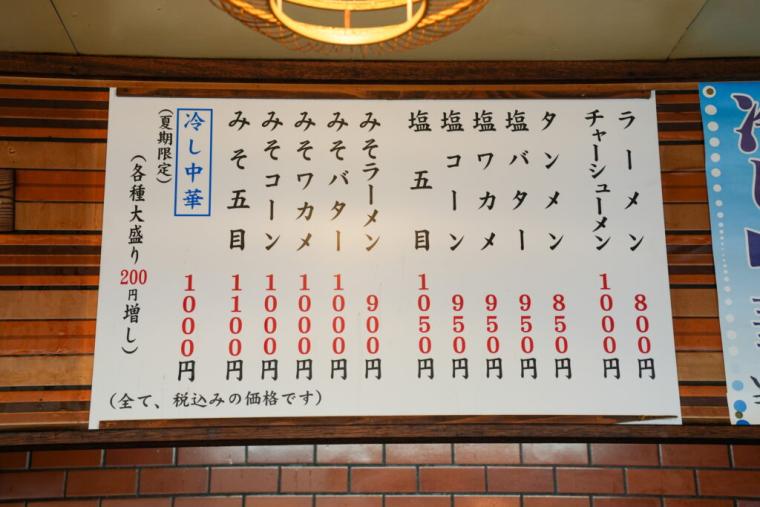 ラーメン 800円
チャーシューメン 1000円
タンメン 850円
塩バター 950円
塩ワカメ 950円
塩コーン 950円
塩五目 1050円
みそラーメン 900円
みそバター 1000円
みそワカメ 1000円
みそコーン 1000円
みそ五目 1100円
冷し中華 1000円
(夏期限定)
(各種大盛り200円増し)
(全て、税込みの価格です)